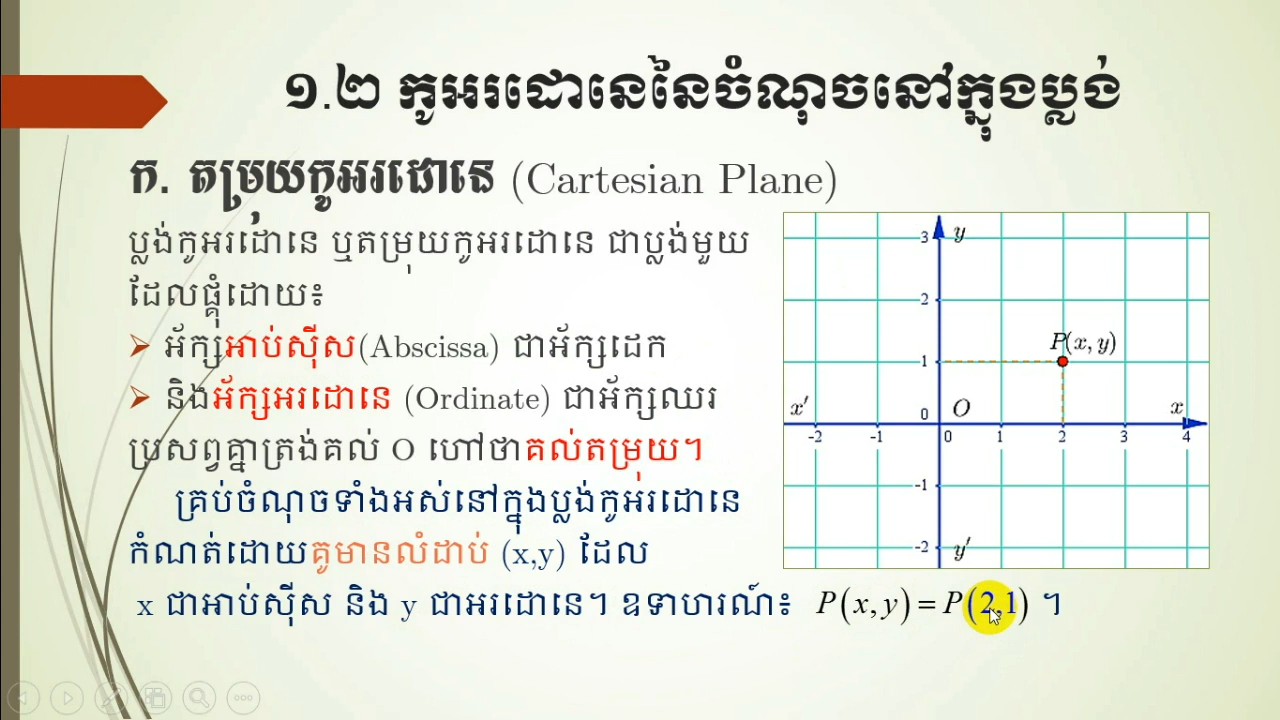 ១.២ កូអរដោនេនៃចំណុចនៅក្នុងប្លង់
ក. តម្រុយកូអរដោនេ (Cartesian Plane)
ប្លង់កូអរដោនេ ឬតម្រុយកូអរដោនេ ជាប្លង់មួយ
ដែលផ្គុំដោយ៖
➢ អ័ក្សអាប់ស៊ីស(Abscissa) ជាអ័ក្សដេក
➢ និងអ័ក្សអរដោនេ (Ordinate) ជាអ័ក្សឈរ
ប្រសព្វគ្នាត្រង់គល់ O ហៅថាគល់តម្រុយ។
គ្រប់ចំណុចទាំងអស់នៅក្នុងប្លង់កូអរដោនេ
កំណត់ដោយគូមានលំដាប់ (x,y) ដែល
x ជាអាប់ស៊ីស និង y ជាអរដោនេ។ ឧទាហរណ៍៖ P(x,y)=P(2,1) ។
3 y
2
P(x, y)
1
x' 0 O x
-2 -1 0 1 2 3 4
-1
-2 y'